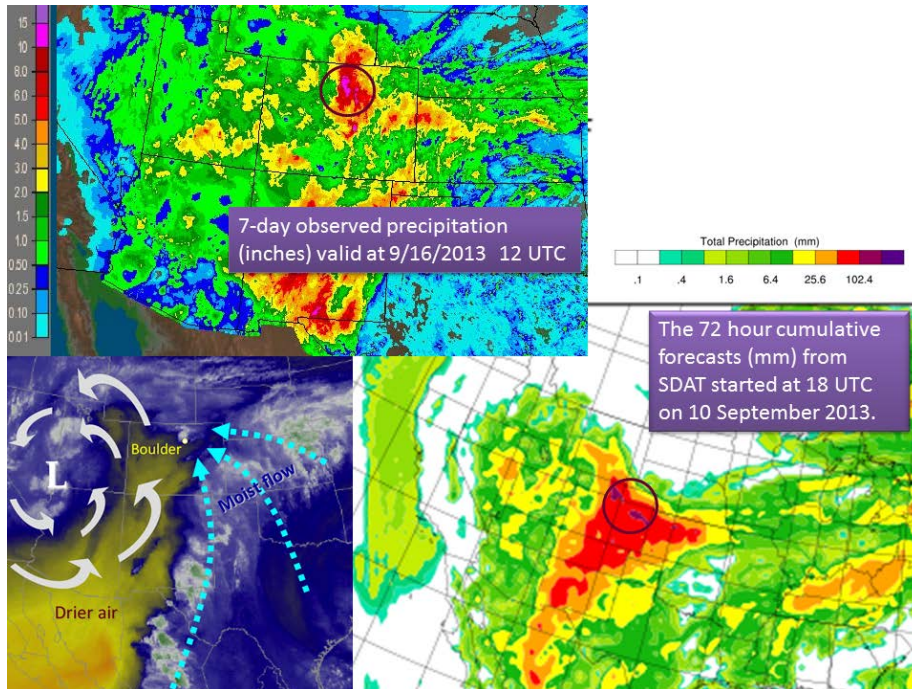 15
10
8.0
6.0
5.0
4.0
3.0
2.0
1.5
1.0
0.50
0.25
0.10
0.01
7-day observed precipitation
(inches) valid at 9/16/2013 12 UTC
Total Precipitation (mm)
.1 .4 1.6 6.4 25.6 102.4
The 72 hour cumulative
forecasts (mm) from
SDAT started at 18 UTC
on 10 September 2013.
Boulder
L
Moist flow
Drier air